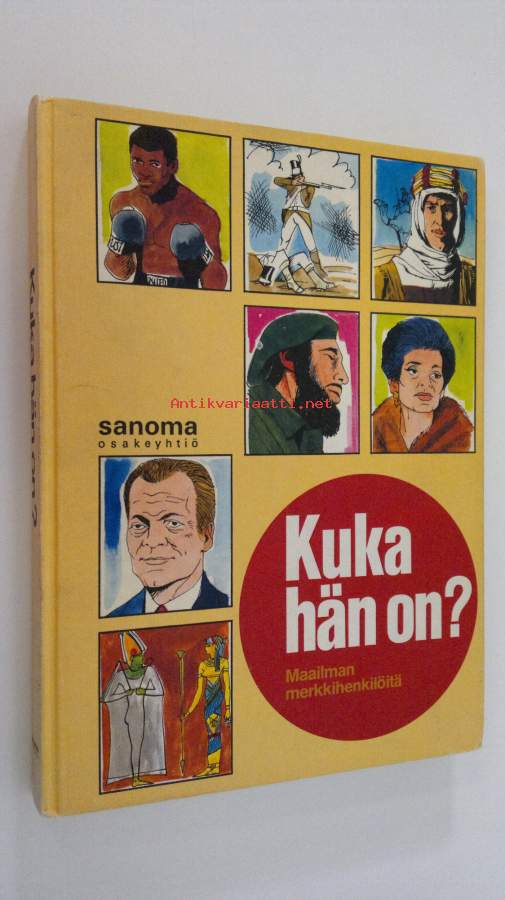 Kuka hän on?
Antikvariaatti.net
sanoma
osakeyhtiö
Kuka
hän on?
Maailman
merkkihenkilöitä